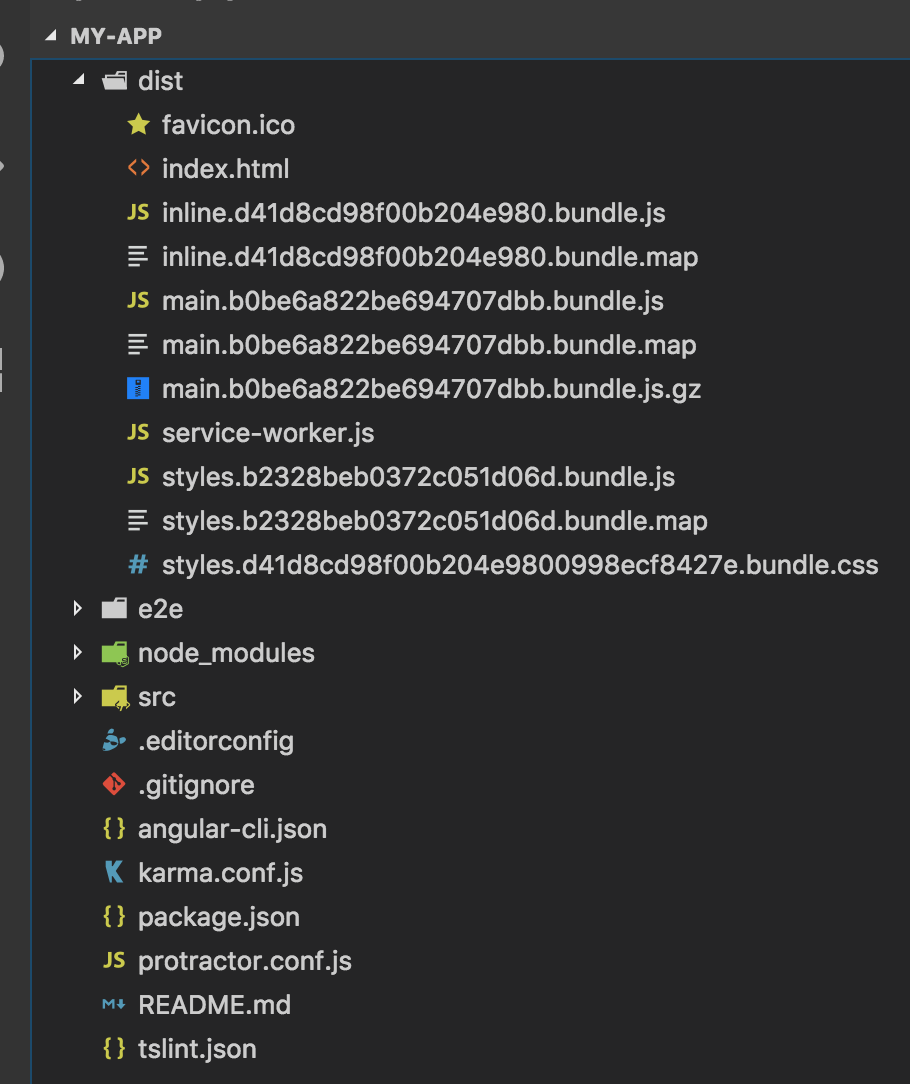 MY-APP
dist
favicon.ico
index.html
JS inline.d41d8cd98f00b204e980.bundle.js
inline.d41d8cd98f00b204e980.bundle.map
JS main.b0be6a822be694707dbb.bundle.js
main.b0be6a822be694707dbb.bundle.map
main.b0be6a822be694707dbb.bundle.js.gz
JS service-worker.js
JS styles.b2328beb0372c051d06d.bundle.js
styles.b2328beb0372c051d06d.bundle.map
# styles.d41d8cd98f00b204e9800998ecf8427e.bundle.css
e2e
node_modules
src
.editorconfig
.gitignore
{} angular-cli.json
K karma.conf.js
{} package.json
JS protractor.conf.js
M README.md
{} tslint.json